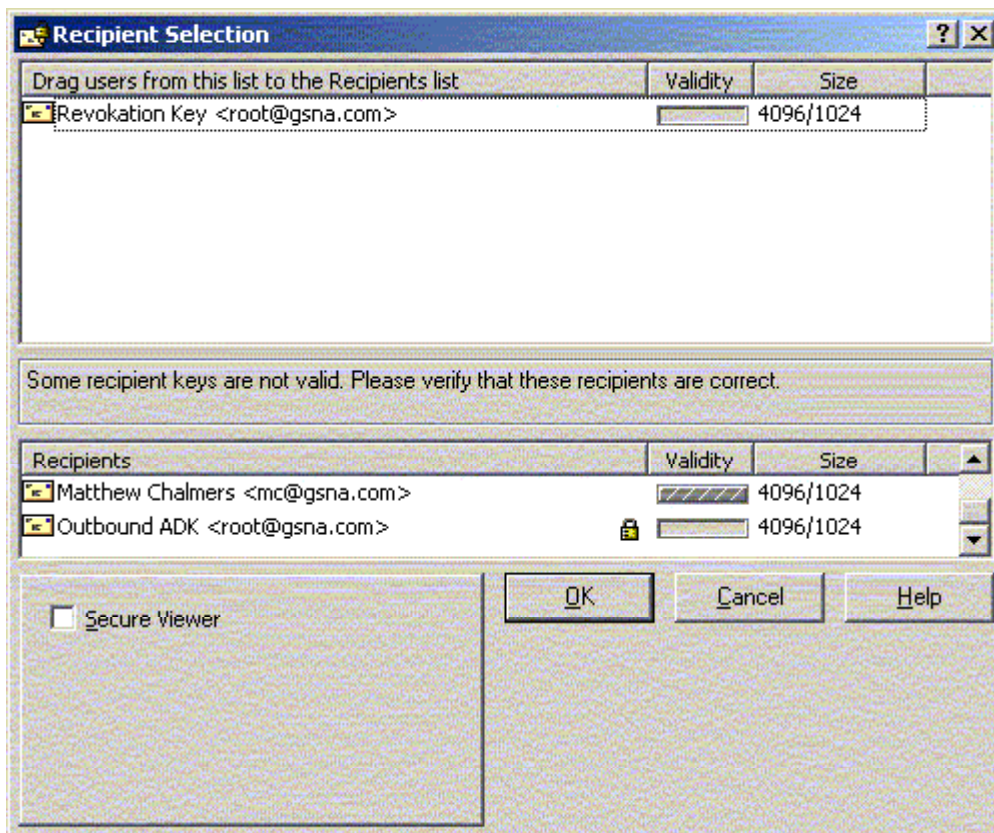 Recipient Selection
Drag users from this list to the Recipients list Validity Size
Revokation Key <root@gsna.com> 4096/1024
Some recipient keys are not valid. Please verify that these recipients are correct.
Recipients Validity Size
Matthew Chalmers <mc@gsna.com> 4096/1024
Outbound ADK <root@gsna.com> 4096/1024
Secure Viewer
OK Cancel Help